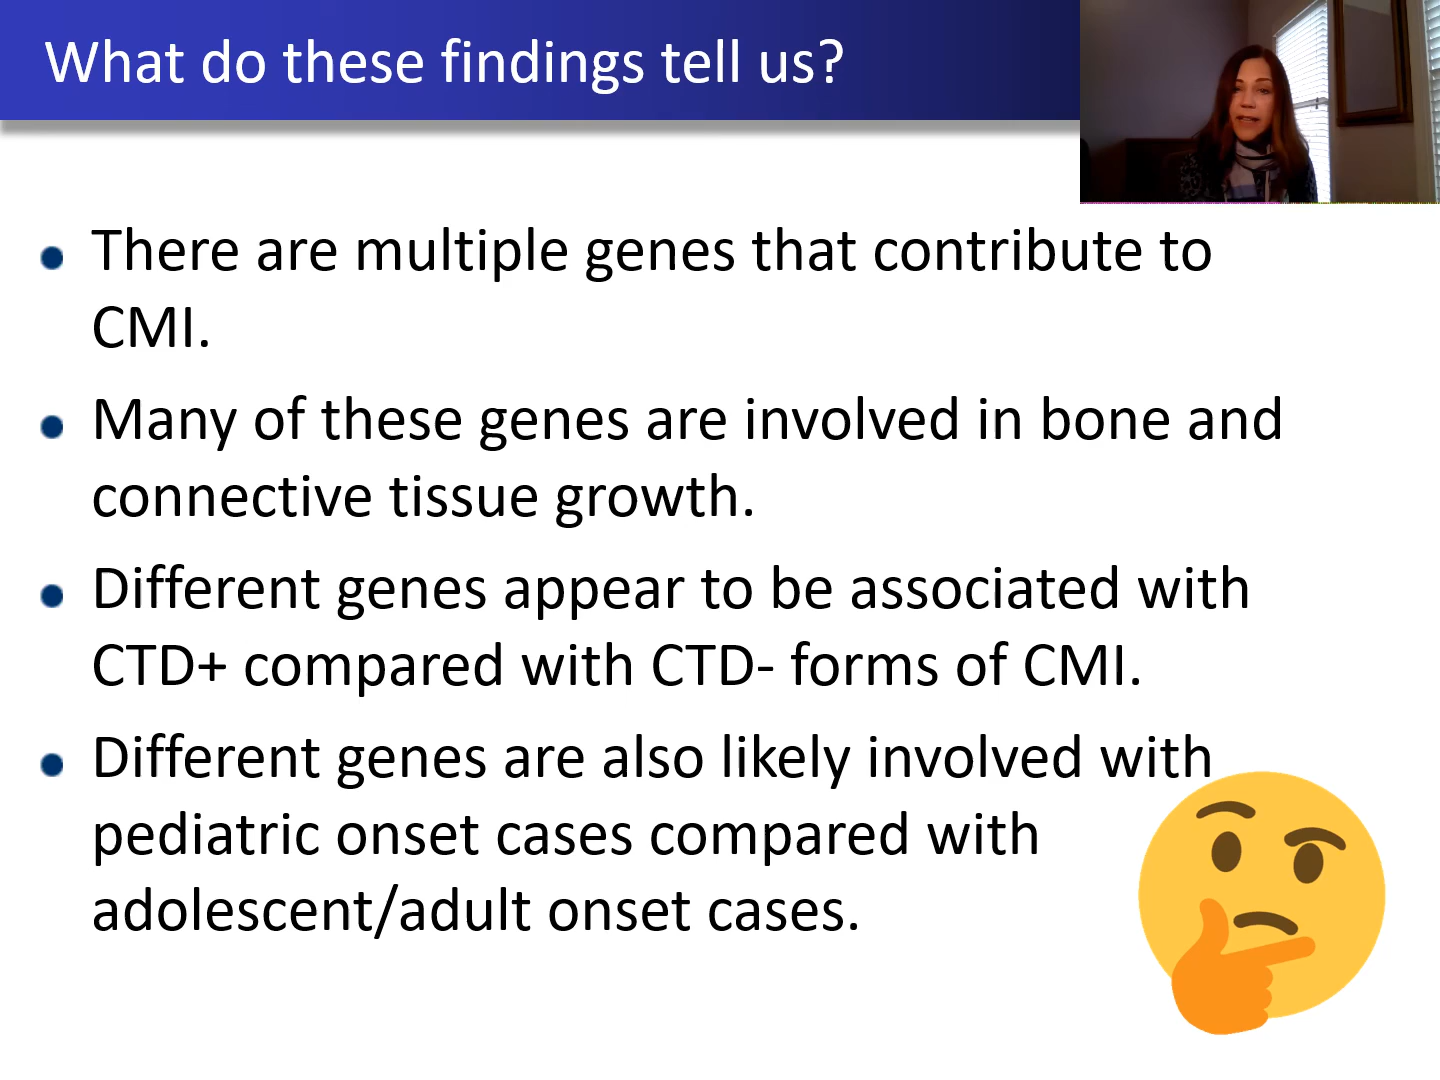 What do these findings tell us?
There are multiple genes that contribute to
CMI.
Many of these genes are involved in bone and
connective tissue growth.
Different genes appear to be associated with
CTD+ compared with CTD- forms of CMI.
Different genes are also likely involved with
pediatric onset cases compared with
adolescent/adult onset cases.